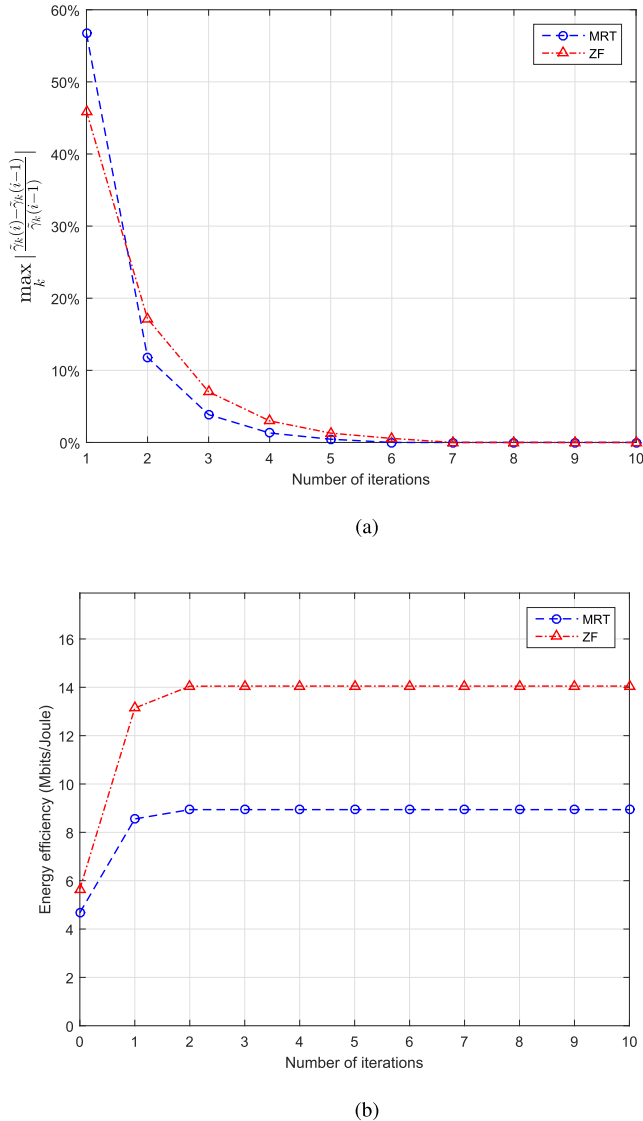 60%
50%
40%
30%
20%
10%
0%
max_k | (γ̃_k(i)−γ̃_k(i−1)) / γ̃_k(i−1) |
MRT
ZF
1 2 3 4 5 6 7 8 9 10
Number of iterations
(a)
16
14
12
10
8
6
4
2
0
Energy efficiency (Mbits/Joule)
MRT
ZF
0 1 2 3 4 5 6 7 8 9 10
Number of iterations
(b)